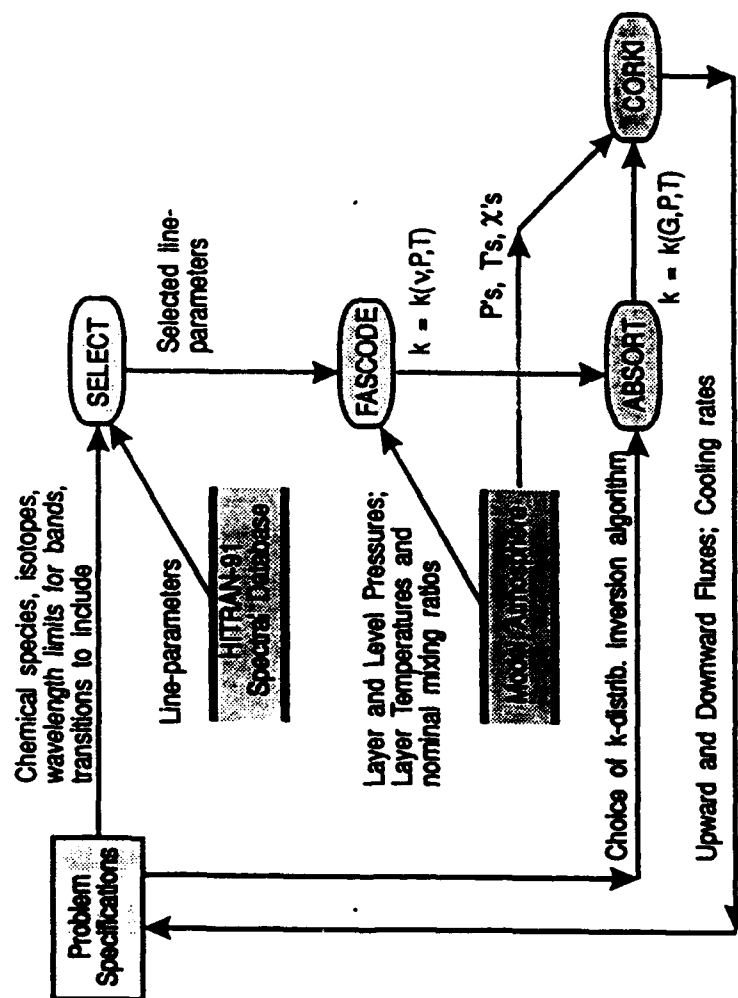 Problem
Specifications
Chemical species, isotopes,
wavelength limits for bands,
transitions to include
SELECT
Line-parameters
HITRAN-91
Spectral Database
Selected line-
parameters
Layer and Level Pressures;
Layer Temperatures and
nominal mixing ratios
FASCODE
k = k(ν,P,T)
Model Atmosphere
P's, T's, χ's
Choice of k-distrib. Inversion algorithm
ABSORT
k = k(G,P,T)
CORKI
Upward and Downward Fluxes; Cooling rates